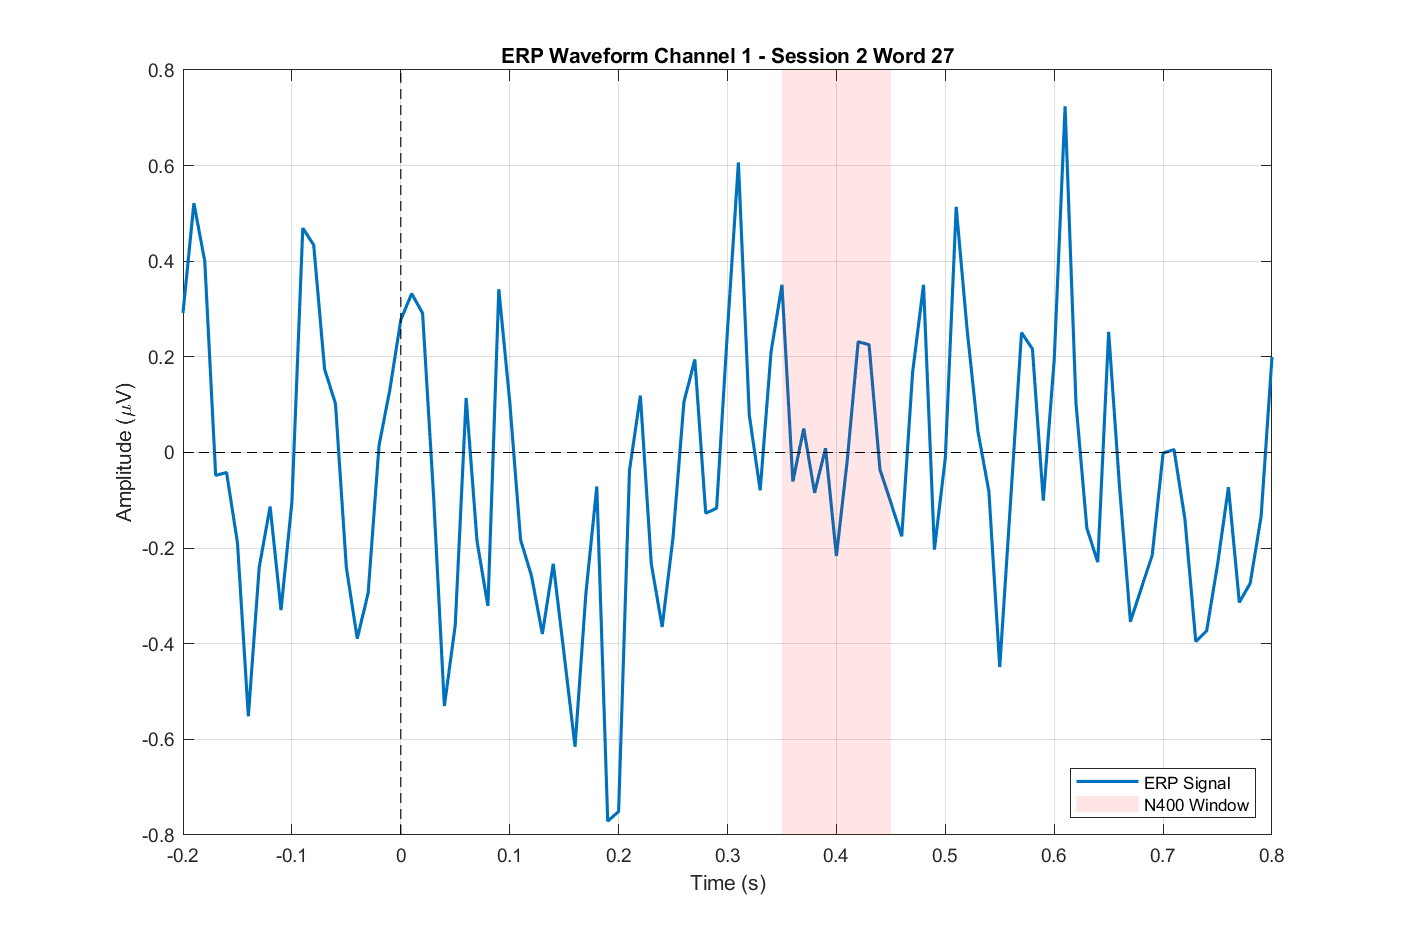 ERP Waveform Channel 1 - Session 2 Word 27
0.8
0.6
0.4
0.2
0
-0.2
-0.4
-0.6
-0.8
Amplitude (μV)
-0.2 -0.1 0 0.1 0.2 0.3 0.4 0.5 0.6 0.7 0.8
Time (s)
ERP Signal
N400 Window